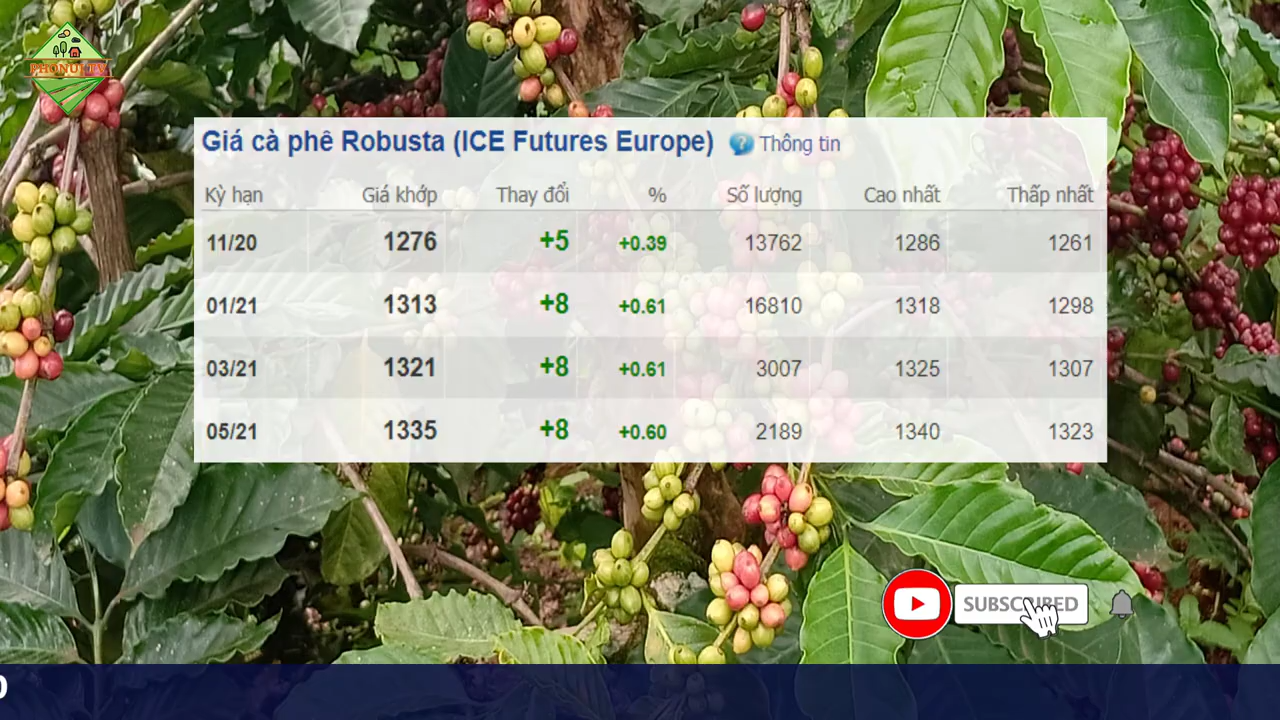 PHONUI TV
Giá cà phê Robusta (ICE Futures Europe) ? Thông tin
Kỳ hạn Giá khớp Thay đổi % Số lượng Cao nhất Thấp nhất
11/20 1276 +5 +0.39 13762 1286 1261
01/21 1313 +8 +0.61 16810 1318 1298
03/21 1321 +8 +0.61 3007 1325 1307
05/21 1335 +8 +0.60 2189 1340 1323
SUBSCRIBED